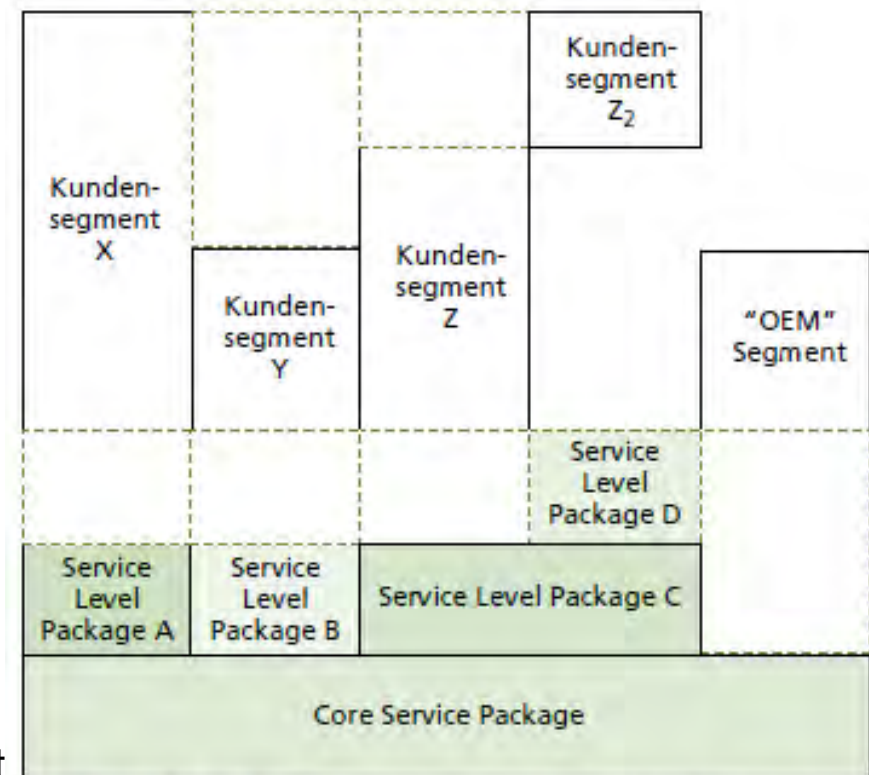 Kunden-
segment
Z₂
Kunden-
segment
X
Kunden-
segment
Z
Kunden-
segment
Y
“OEM”
Segment
Service
Level
Package D
Service
Level
Package A
Service
Level
Package B
Service Level Package C
Core Service Package